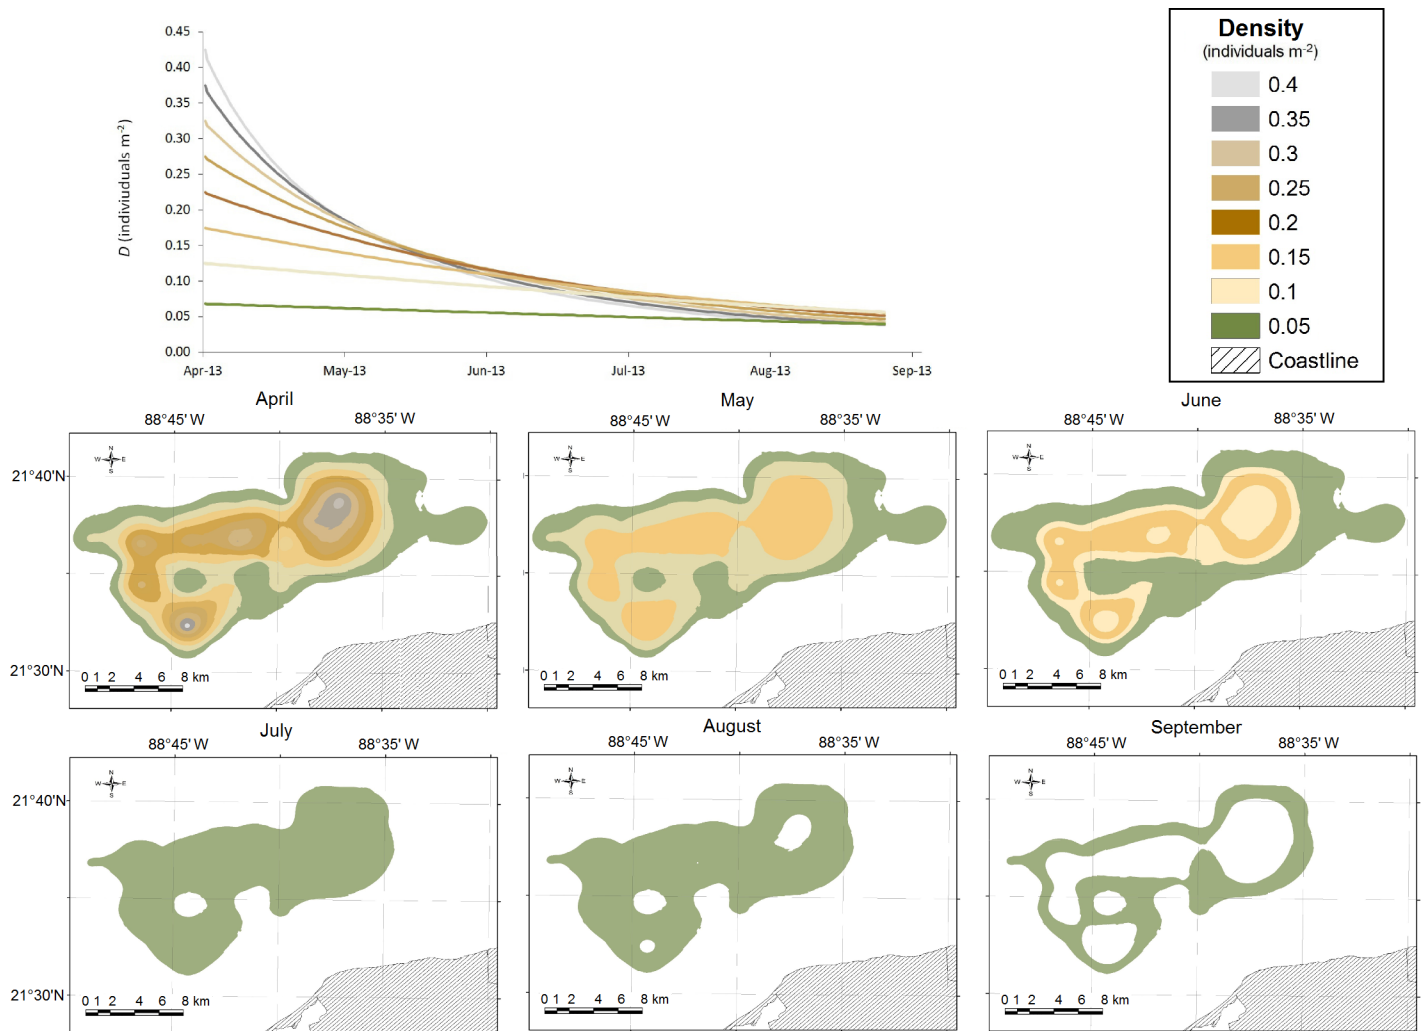 0.45
0.40
0.35
0.30
0.25
0.20
0.15
0.10
0.05
0.00
D (indiviuduals m-2)
Apr-13 May-13 Jun-13 Jul-13 Aug-13 Sep-13
Density
(individuals m-2)
0.4
0.35
0.3
0.25
0.2
0.15
0.1
0.05
Coastline
April
88°45' W 88°35' W
21°40'N
21°30'N
N
W E
S
0 1 2 4 6 8 km
May
88°45' W 88°35' W
N
W E
S
0 1 2 4 6 8 km
June
88°45' W 88°35' W
N
W E
S
0 1 2 4 6 8 km
July
88°45' W 88°35' W
21°40'N
21°30'N
N
W E
S
0 1 2 4 6 8 km
August
88°45' W 88°35' W
N
W E
S
0 1 2 4 6 8 km
September
88°45' W 88°35' W
N
W E
S
0 1 2 4 6 8 km